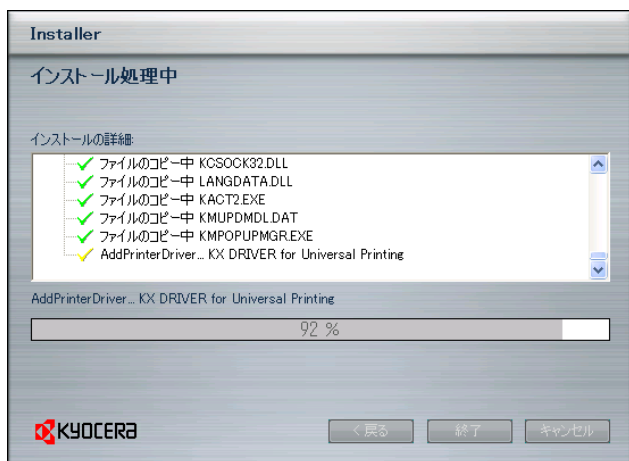 Installer
インストール処理中
インストールの詳細:
ファイルのコピー中 KCSOCK32.DLL
ファイルのコピー中 LANGDATA.DLL
ファイルのコピー中 KACT2.EXE
ファイルのコピー中 KMUPDMDL.DAT
ファイルのコピー中 KMPOPUPMGR.EXE
AddPrinterDriver... KX DRIVER for Universal Printing
AddPrinterDriver... KX DRIVER for Universal Printing
92 %
KYOCERA
< 戻る 終了 キャンセル